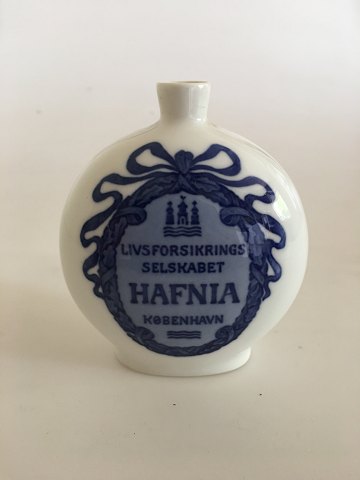 LIVSFORSIKRINGS
SELSKABET
HAFNIA
KØBENHAVN